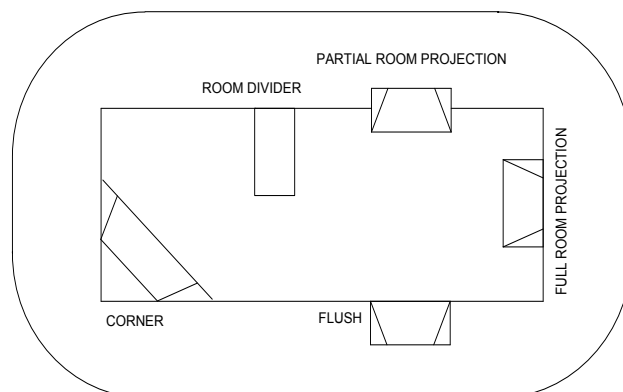 PARTIAL ROOM PROJECTION
ROOM DIVIDER
FULL ROOM PROJECTION
CORNER
FLUSH